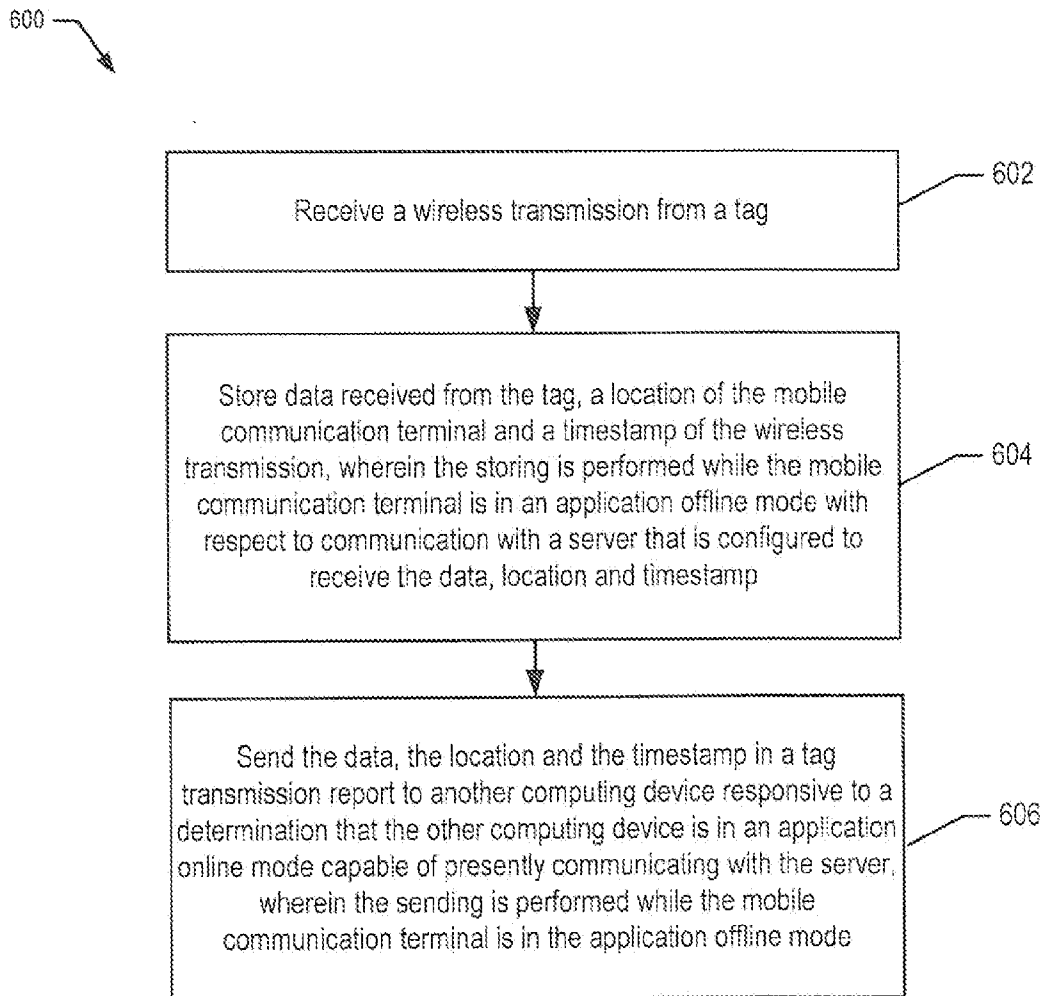 600
Receive a wireless transmission from a tag
602
Store data received from the tag, a location of the mobile
communication terminal and a timestamp of the wireless
transmission, wherein the storing is performed while the mobile
communication terminal is in an application offline mode with
respect to communication with a server that is configured to
receive the data, location and timestamp
604
Send the data, the location and the timestamp in a tag
transmission report to another computing device responsive to a
determination that the other computing device is in an application
online mode capable of presently communicating with the server,
wherein the sending is performed while the mobile
communication terminal is in the application offline mode
606